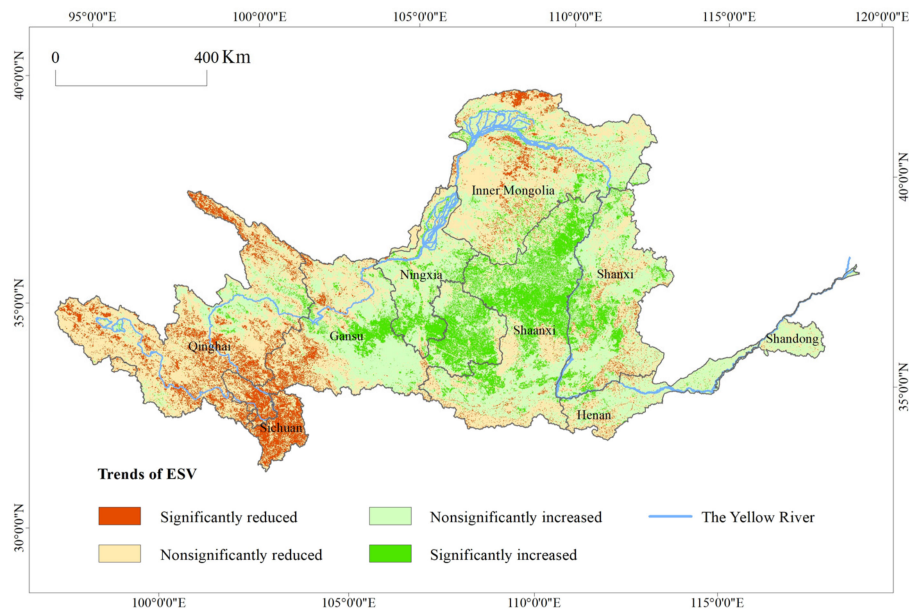 95°0'0"E 100°0'0"E 105°0'0"E 110°0'0"E 115°0'0"E 120°0'0"E
0 400 Km
40°0'0"N
40°0'0"N
Inner Mongolia
Ningxia
Shanxi
35°0'0"N
Qinghai
Gansu
Shaanxi
Shandong
35°0'0"N
Sichuan
Henan
Trends of ESV
Significantly reduced Nonsignificantly increased The Yellow River
Nonsignificantly reduced Significantly increased
30°0'0"N
30°0'0"N
100°0'0"E 105°0'0"E 110°0'0"E 115°0'0"E